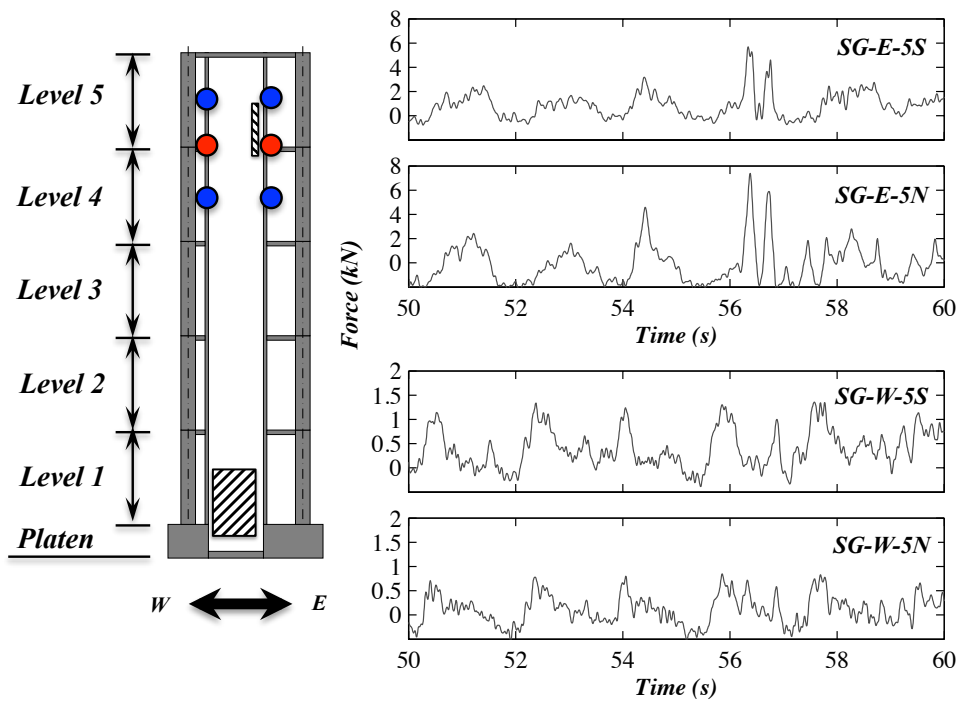 Level 5
Level 4
Level 3
Level 2
Level 1
Platen
W E
Force (kN)
8
6
4
2
0
SG-E-5S
8
6
4
2
0
SG-E-5N
50 52 54 56 58 60
Time (s)
2
1.5
1
0.5
0
SG-W-5S
2
1.5
1
0.5
0
SG-W-5N
50 52 54 56 58 60
Time (s)